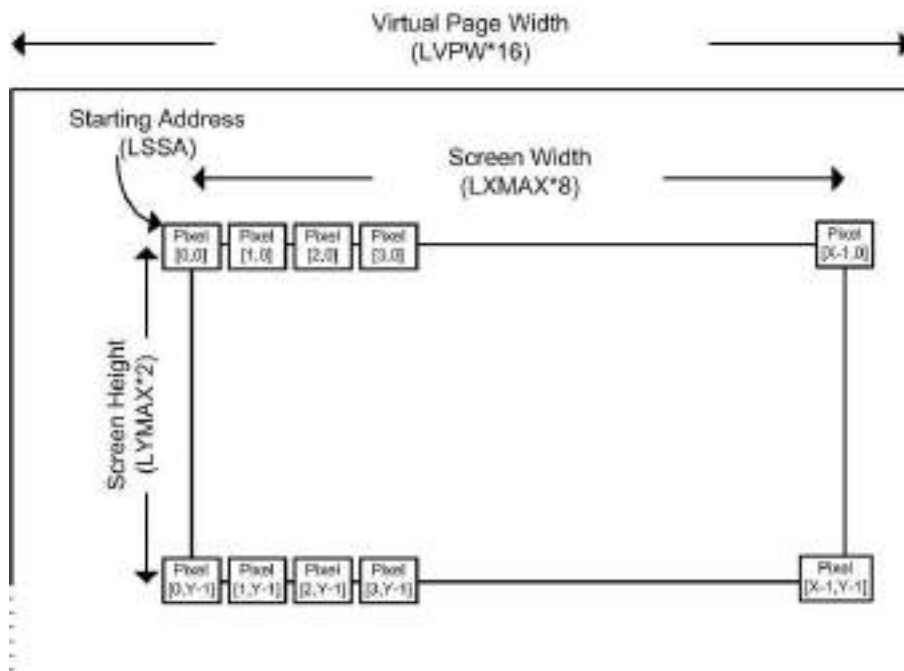 Virtual Page Width
(LVPW*16)
Starting Address
(LSSA)
Screen Width
(LXMAX*8)
Pixel
[0,0]
Pixel
[1,0]
Pixel
[2,0]
Pixel
[3,0]
Pixel
[X-1,0]
Screen Height
(LYMAX*2)
Pixel
[0,Y-1]
Pixel
[1,Y-1]
Pixel
[2,Y-1]
Pixel
[3,Y-1]
Pixel
[X-1,Y-1]